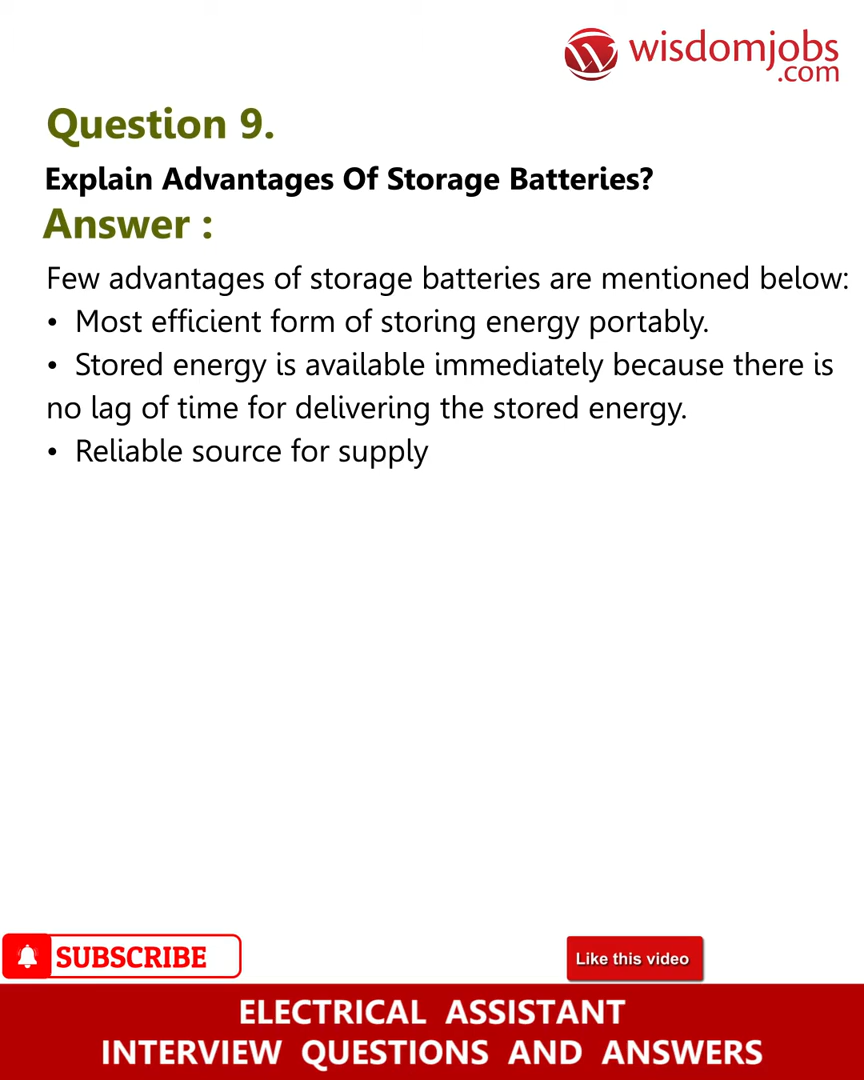 wisdomjobs
.com
Question 9.
Explain Advantages Of Storage Batteries?
Answer :
Few advantages of storage batteries are mentioned below:
• Most efficient form of storing energy portably.
• Stored energy is available immediately because there is
no lag of time for delivering the stored energy.
• Reliable source for supply
SUBSCRIBE
Like this video
ELECTRICAL ASSISTANT
INTERVIEW QUESTIONS AND ANSWERS